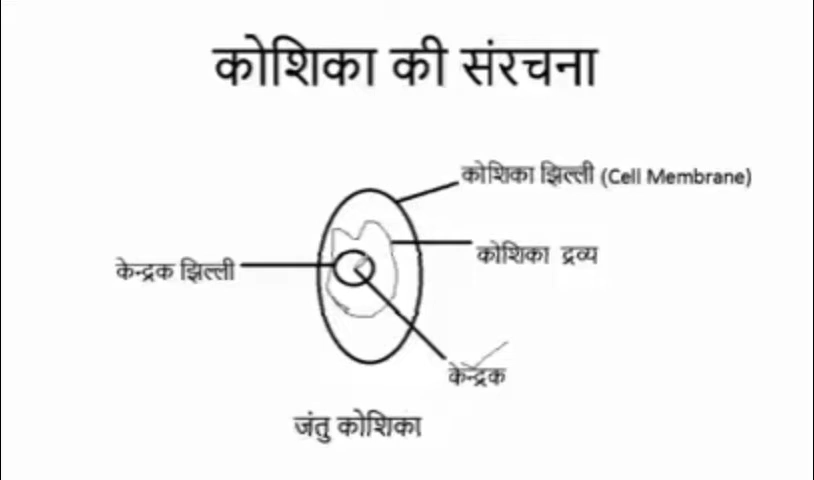 कोशिका की संरचना
कोशिका झिल्ली (Cell Membrane)
कोशिका द्रव्य
केन्द्रक झिल्ली
केन्द्रक
जंतु कोशिका